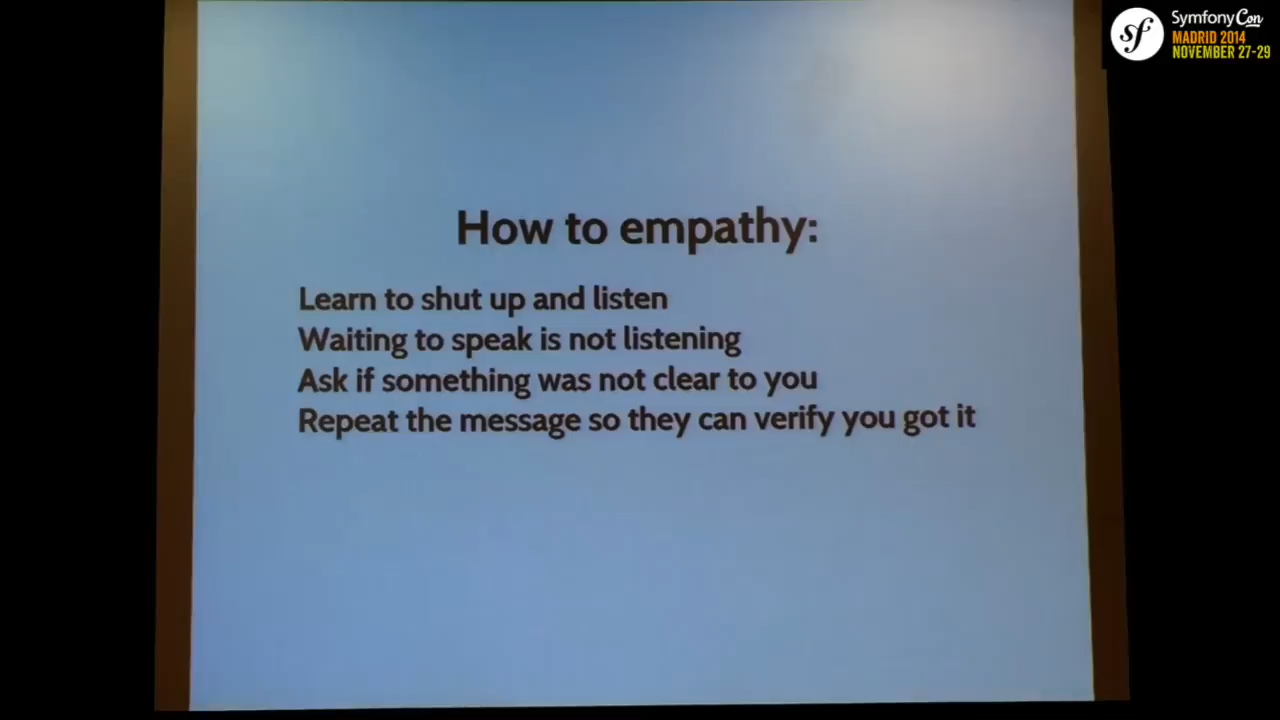 sf
SymfonyCon
MADRID 2014
NOVEMBER 27-29
How to empathy:
Learn to shut up and listen
Waiting to speak is not listening
Ask if something was not clear to you
Repeat the message so they can verify you got it